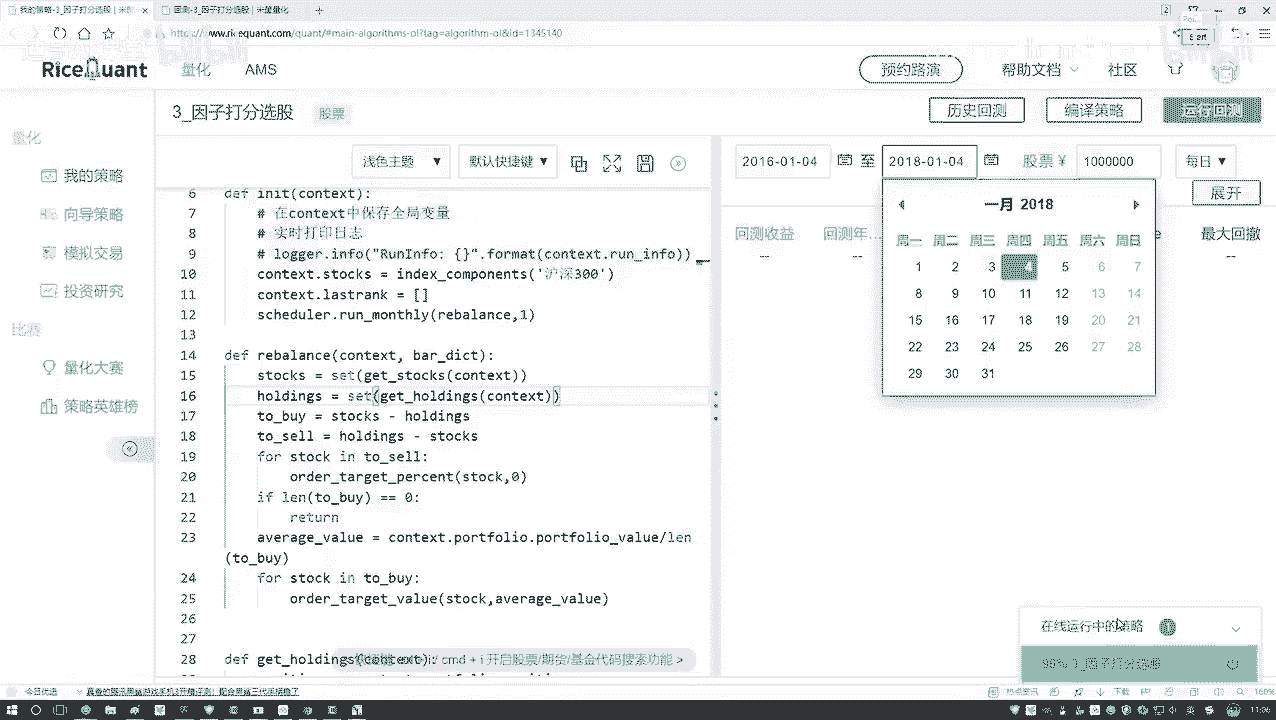 我的策略-3_因子打分选股 | 米筐
回测-3_因子打分选股 | 米筐量化
https://www.ricequant.com/quant/#main-algorithms-ol?tag=algorithm-ol&id=1345140
RiceQuant
量化
AMS
预约路演
帮助文档
社区
3_因子打分选股
股票
历史回测
编译策略
运行回测
量化
我的策略
向导策略
模拟交易
投资研究
比赛
量化大赛
策略英雄榜
浅色主题 ▼
默认快捷键 ▼
2016-01-04
至
2018-01-04
股票 ¥
1000000
每日 ▼
展开
6 def init(context):
7 # 在context中保存全局变量
8 # 实时打印日志
9 # logger.info("RunInfo: {}".format(context.run_info))
10 context.stocks = index_components('沪深300')
11 context.lastrank = []
12 scheduler.run_monthly(rebalance,1)
13
14 def rebalance(context, bar_dict):
15 stocks = set(get_stocks(context))
16 holdings = set(get_holdings(context))
17 to_buy = stocks - holdings
18 to_sell = holdings - stocks
19 for stock in to_sell:
20 order_target_percent(stock,0)
21 if len(to_buy) == 0:
22 return
23 average_value = context.portfolio.portfolio_value/len
(to_buy)
24 for stock in to_buy:
25 order_target_value(stock,average_value)
26
27
28 def get_holdings(context):
开启股票/期货/基金代码搜索功能 >
回测收益
回测年...
最大回撤
--
--
--
一月 2018
周一 周二 周三 周四 周五 周六 周日
1 2 3 4 5 6 7
8 9 10 11 12 13 14
15 16 17 18 19 20 21
22 23 24 25 26 27 28
29 30 31
在线运行中的策略
今日优选
热点资讯
下载
160%